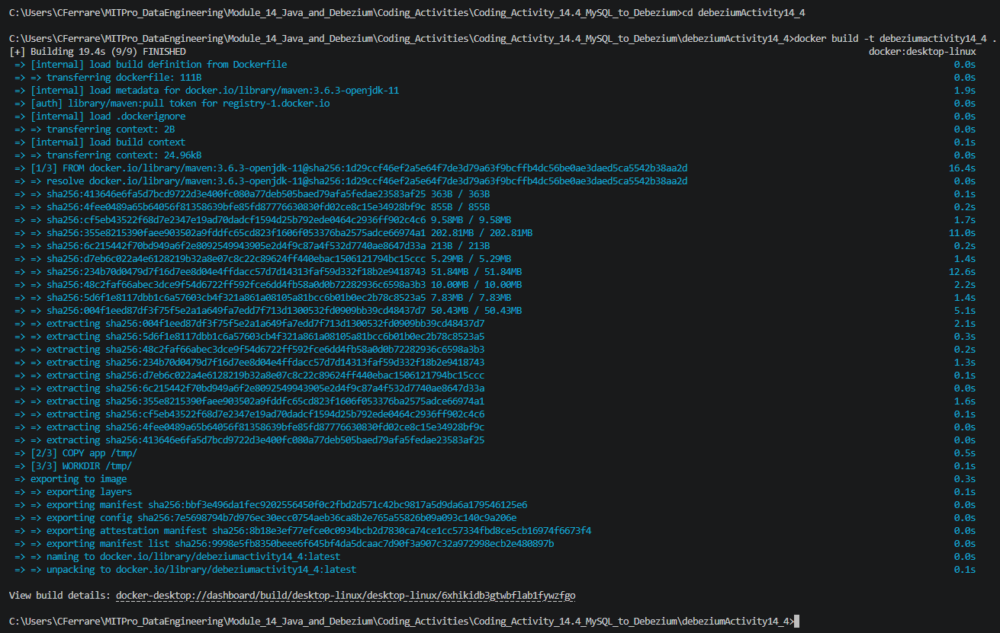 C:\Users\CFerrare\MITPro_DataEngineering\Module_14_Java_and_Debezium\Coding_Activities\Coding_Activity_14.4_MySQL_to_Debezium>cd debeziumActivity14_4
C:\Users\CFerrare\MITPro_DataEngineering\Module_14_Java_and_Debezium\Coding_Activities\Coding_Activity_14.4_MySQL_to_Debezium\debeziumActivity14_4>docker build -t debeziumactivity14_4 .
[+] Building 19.4s (9/9) FINISHED docker:desktop-linux
=> [internal] load build definition from Dockerfile 0.0s
=> => transferring dockerfile: 111B 0.0s
=> [internal] load metadata for docker.io/library/maven:3.6.3-openjdk-11 1.9s
=> [auth] library/maven:pull token for registry-1.docker.io 0.0s
=> [internal] load .dockerignore 0.0s
=> => transferring context: 2B 0.0s
=> [internal] load build context 0.1s
=> => transferring context: 24.96kB 0.0s
=> [1/3] FROM docker.io/library/maven:3.6.3-openjdk-11@sha256:1d29ccf46ef2a5e64f7de3d79a63f9bcffb4dc56be0ae3daed5ca5542b38aa2d 16.4s
=> => resolve docker.io/library/maven:3.6.3-openjdk-11@sha256:1d29ccf46ef2a5e64f7de3d79a63f9bcffb4dc56be0ae3daed5ca5542b38aa2d 0.0s
=> => sha256:413646e6fa5d7bcd9722d3e400fc080a77deb505baed79afa5fedae23583af25 363B / 363B 0.1s
=> => sha256:4fee0489a65b64056f81358639bfe85fd87776630830fd02ce8c15e34928bf9c 855B / 855B 0.2s
=> => sha256:cf5eb43522f68d7e2347e19ad70dadcf1594d25b792ede0464c2936ff902c4c6 9.58MB / 9.58MB 1.7s
=> => sha256:355e8215390faee903502a9fddfc65cd823f1606f053376ba2575adce66974a1 202.81MB / 202.81MB 11.0s
=> => sha256:6c215442f70bd949a6f2e8092549943905e2d4f9c87a4f532d7740ae8647d33a 213B / 213B 0.2s
=> => sha256:d7eb6c022a4e6128219b32a8e07c8c22c89624ff440ebac1506121794bc15ccc 5.29MB / 5.29MB 1.4s
=> => sha256:234b70d0479d7f16d7ee8d04e4ffdacc57d7d14313faf59d332f18b2e9418743 51.84MB / 51.84MB 12.6s
=> => sha256:48c2faf66abec3dce9f54d6722ff592fce6dd4fb58a0d0b72282936c6598a3b3 10.00MB / 10.00MB 2.2s
=> => sha256:5d6f1e8117dbb1c6a57603cb4f321a861a08105a81bcc6b01b0ec2b78c8523a5 7.83MB / 7.83MB 1.4s
=> => sha256:004f1eed87df3f75f5e2a1a649fa7edd7f713d1300532fd0909bb39cd48437d7 50.43MB / 50.43MB 5.1s
=> => extracting sha256:004f1eed87df3f75f5e2a1a649fa7edd7f713d1300532fd0909bb39cd48437d7 2.1s
=> => extracting sha256:5d6f1e8117dbb1c6a57603cb4f321a861a08105a81bcc6b01b0ec2b78c8523a5 0.3s
=> => extracting sha256:48c2faf66abec3dce9f54d6722ff592fce6dd4fb58a0d0b72282936c6598a3b3 0.2s
=> => extracting sha256:234b70d0479d7f16d7ee8d04e4ffdacc57d7d14313faf59d332f18b2e9418743 1.3s
=> => extracting sha256:d7eb6c022a4e6128219b32a8e07c8c22c89624ff440ebac1506121794bc15ccc 0.1s
=> => extracting sha256:6c215442f70bd949a6f2e8092549943905e2d4f9c87a4f532d7740ae8647d33a 0.0s
=> => extracting sha256:355e8215390faee903502a9fddfc65cd823f1606f053376ba2575adce66974a1 1.6s
=> => extracting sha256:cf5eb43522f68d7e2347e19ad70dadcf1594d25b792ede0464c2936ff902c4c6 0.1s
=> => extracting sha256:4fee0489a65b64056f81358639bfe85fd87776630830fd02ce8c15e34928bf9c 0.0s
=> => extracting sha256:413646e6fa5d7bcd9722d3e400fc080a77deb505baed79afa5fedae23583af25 0.0s
=> [2/3] COPY app /tmp/ 0.5s
=> [3/3] WORKDIR /tmp/ 0.1s
=> exporting to image 0.3s
=> => exporting layers 0.1s
=> => exporting manifest sha256:bbf3e496da1fec9202556450f0c2fbd2d571c42bc9817a5d9da6a179546125e6 0.0s
=> => exporting config sha256:7e5698794b7d976ec30ecc0754aeb36ca8b2e765a55826b09a093c140c9a206e 0.0s
=> => exporting attestation manifest sha256:8b18e3ef77efce0c0934bcb2d7830ca74ce1cc57334fbd8ce5cb16974f6673f4 0.0s
=> => exporting manifest list sha256:9998e5fb8350beee6f645bf4da5dcaac7d90f3a907c32a972998ecb2e480897b 0.0s
=> => naming to docker.io/library/debeziumactivity14_4:latest 0.0s
=> => unpacking to docker.io/library/debeziumactivity14_4:latest 0.1s
View build details: docker-desktop://dashboard/build/desktop-linux/desktop-linux/6xhikidb3gtwbflab1fywzfgo
C:\Users\CFerrare\MITPro_DataEngineering\Module_14_Java_and_Debezium\Coding_Activities\Coding_Activity_14.4_MySQL_to_Debezium\debeziumActivity14_4>